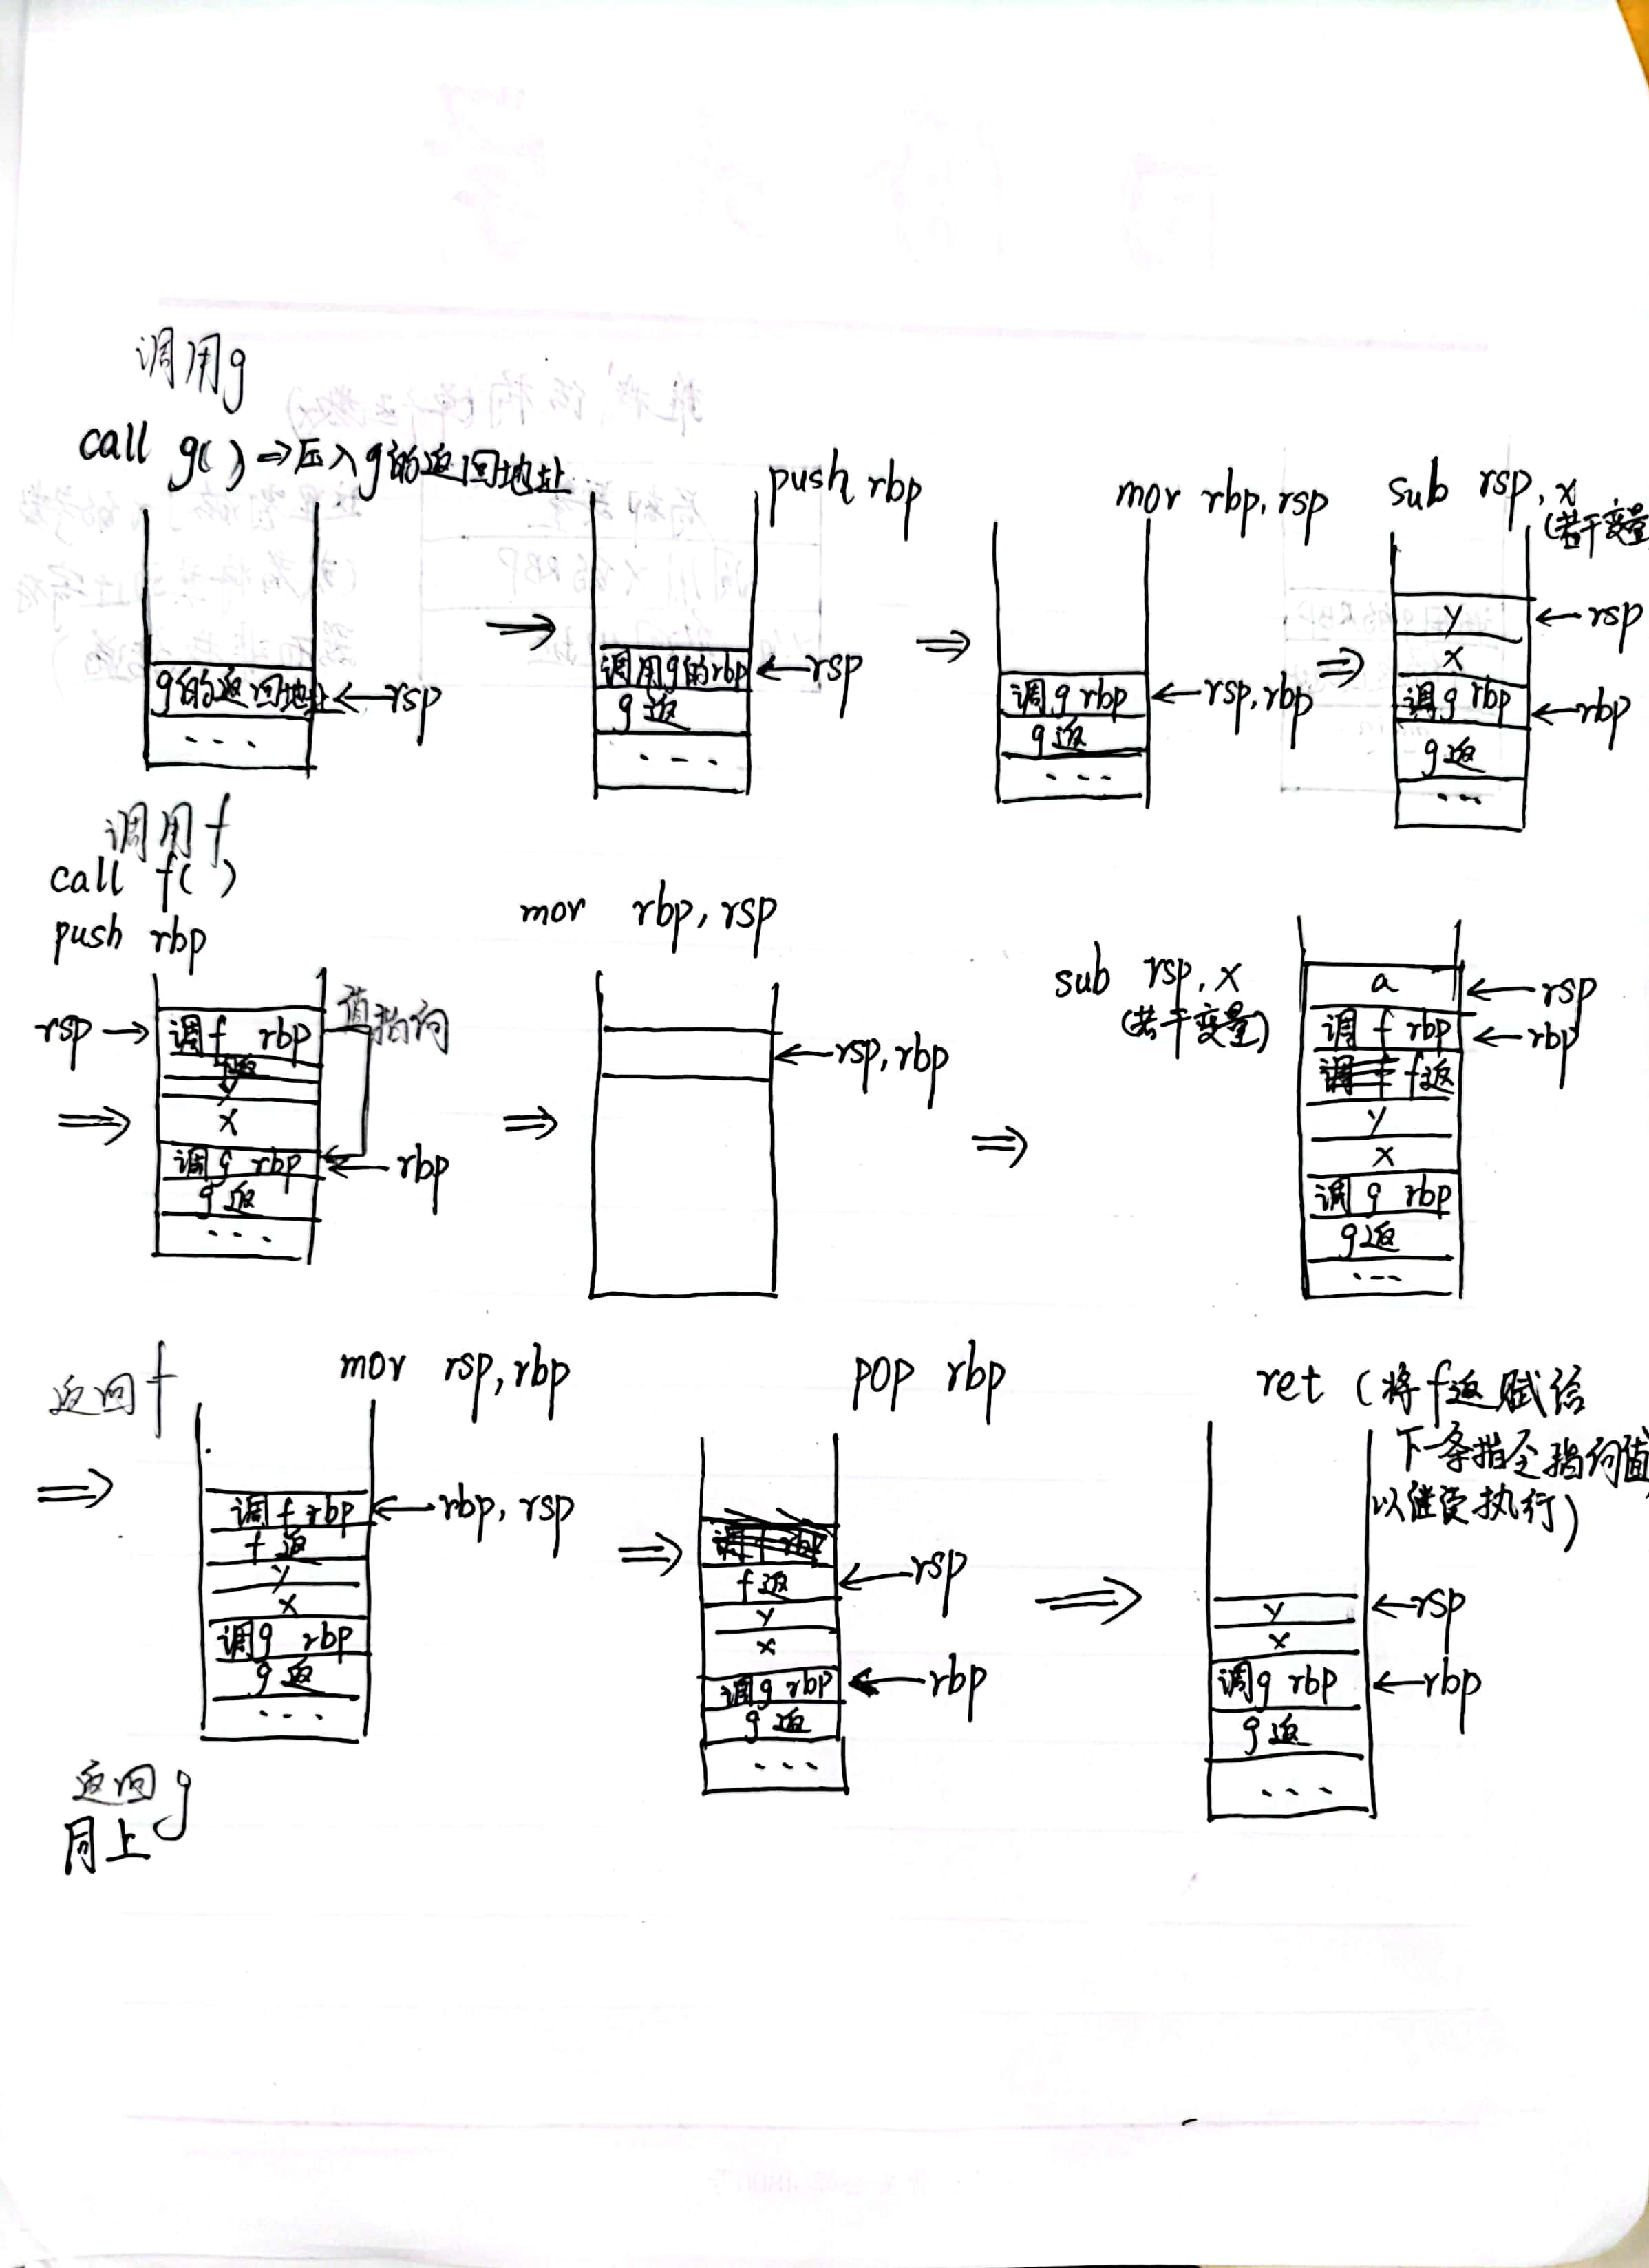 调用g
call g( ) ⇒压入g的返回地址
push rbp
mov rbp, rsp
sub rsp, x
(若干变量
g的返回地址 ←rsp
...
⇒
调用g的rbp ←rsp
g返
...
⇒
调g rbp ←rsp, rbp
g返
...
⇒
y ←rsp
x
调g rbp ←rbp
g返
...
调用f
call f( )
push rbp
mov rbp, rsp
sub rsp, x
(若干变量)
⇒
rsp→ 调f rbp 值指向
f返
y
x
调g rbp ←rbp
g返
...
⇒
←rsp, rbp
⇒
a ←rsp
调f rbp ←rbp
f返
y
x
调g rbp
g返
...
返回f
mov rsp, rbp
pop rbp
ret (将f返赋给
下一条指令指向值
以继续执行)
⇒
调f rbp ←rbp, rsp
f返
y
x
调g rbp
g返
...
⇒
f返 ←rsp
y
x
调g rbp ←rbp
g返
...
⇒
y ←rsp
x
调g rbp ←rbp
g返
...
返回g
同上